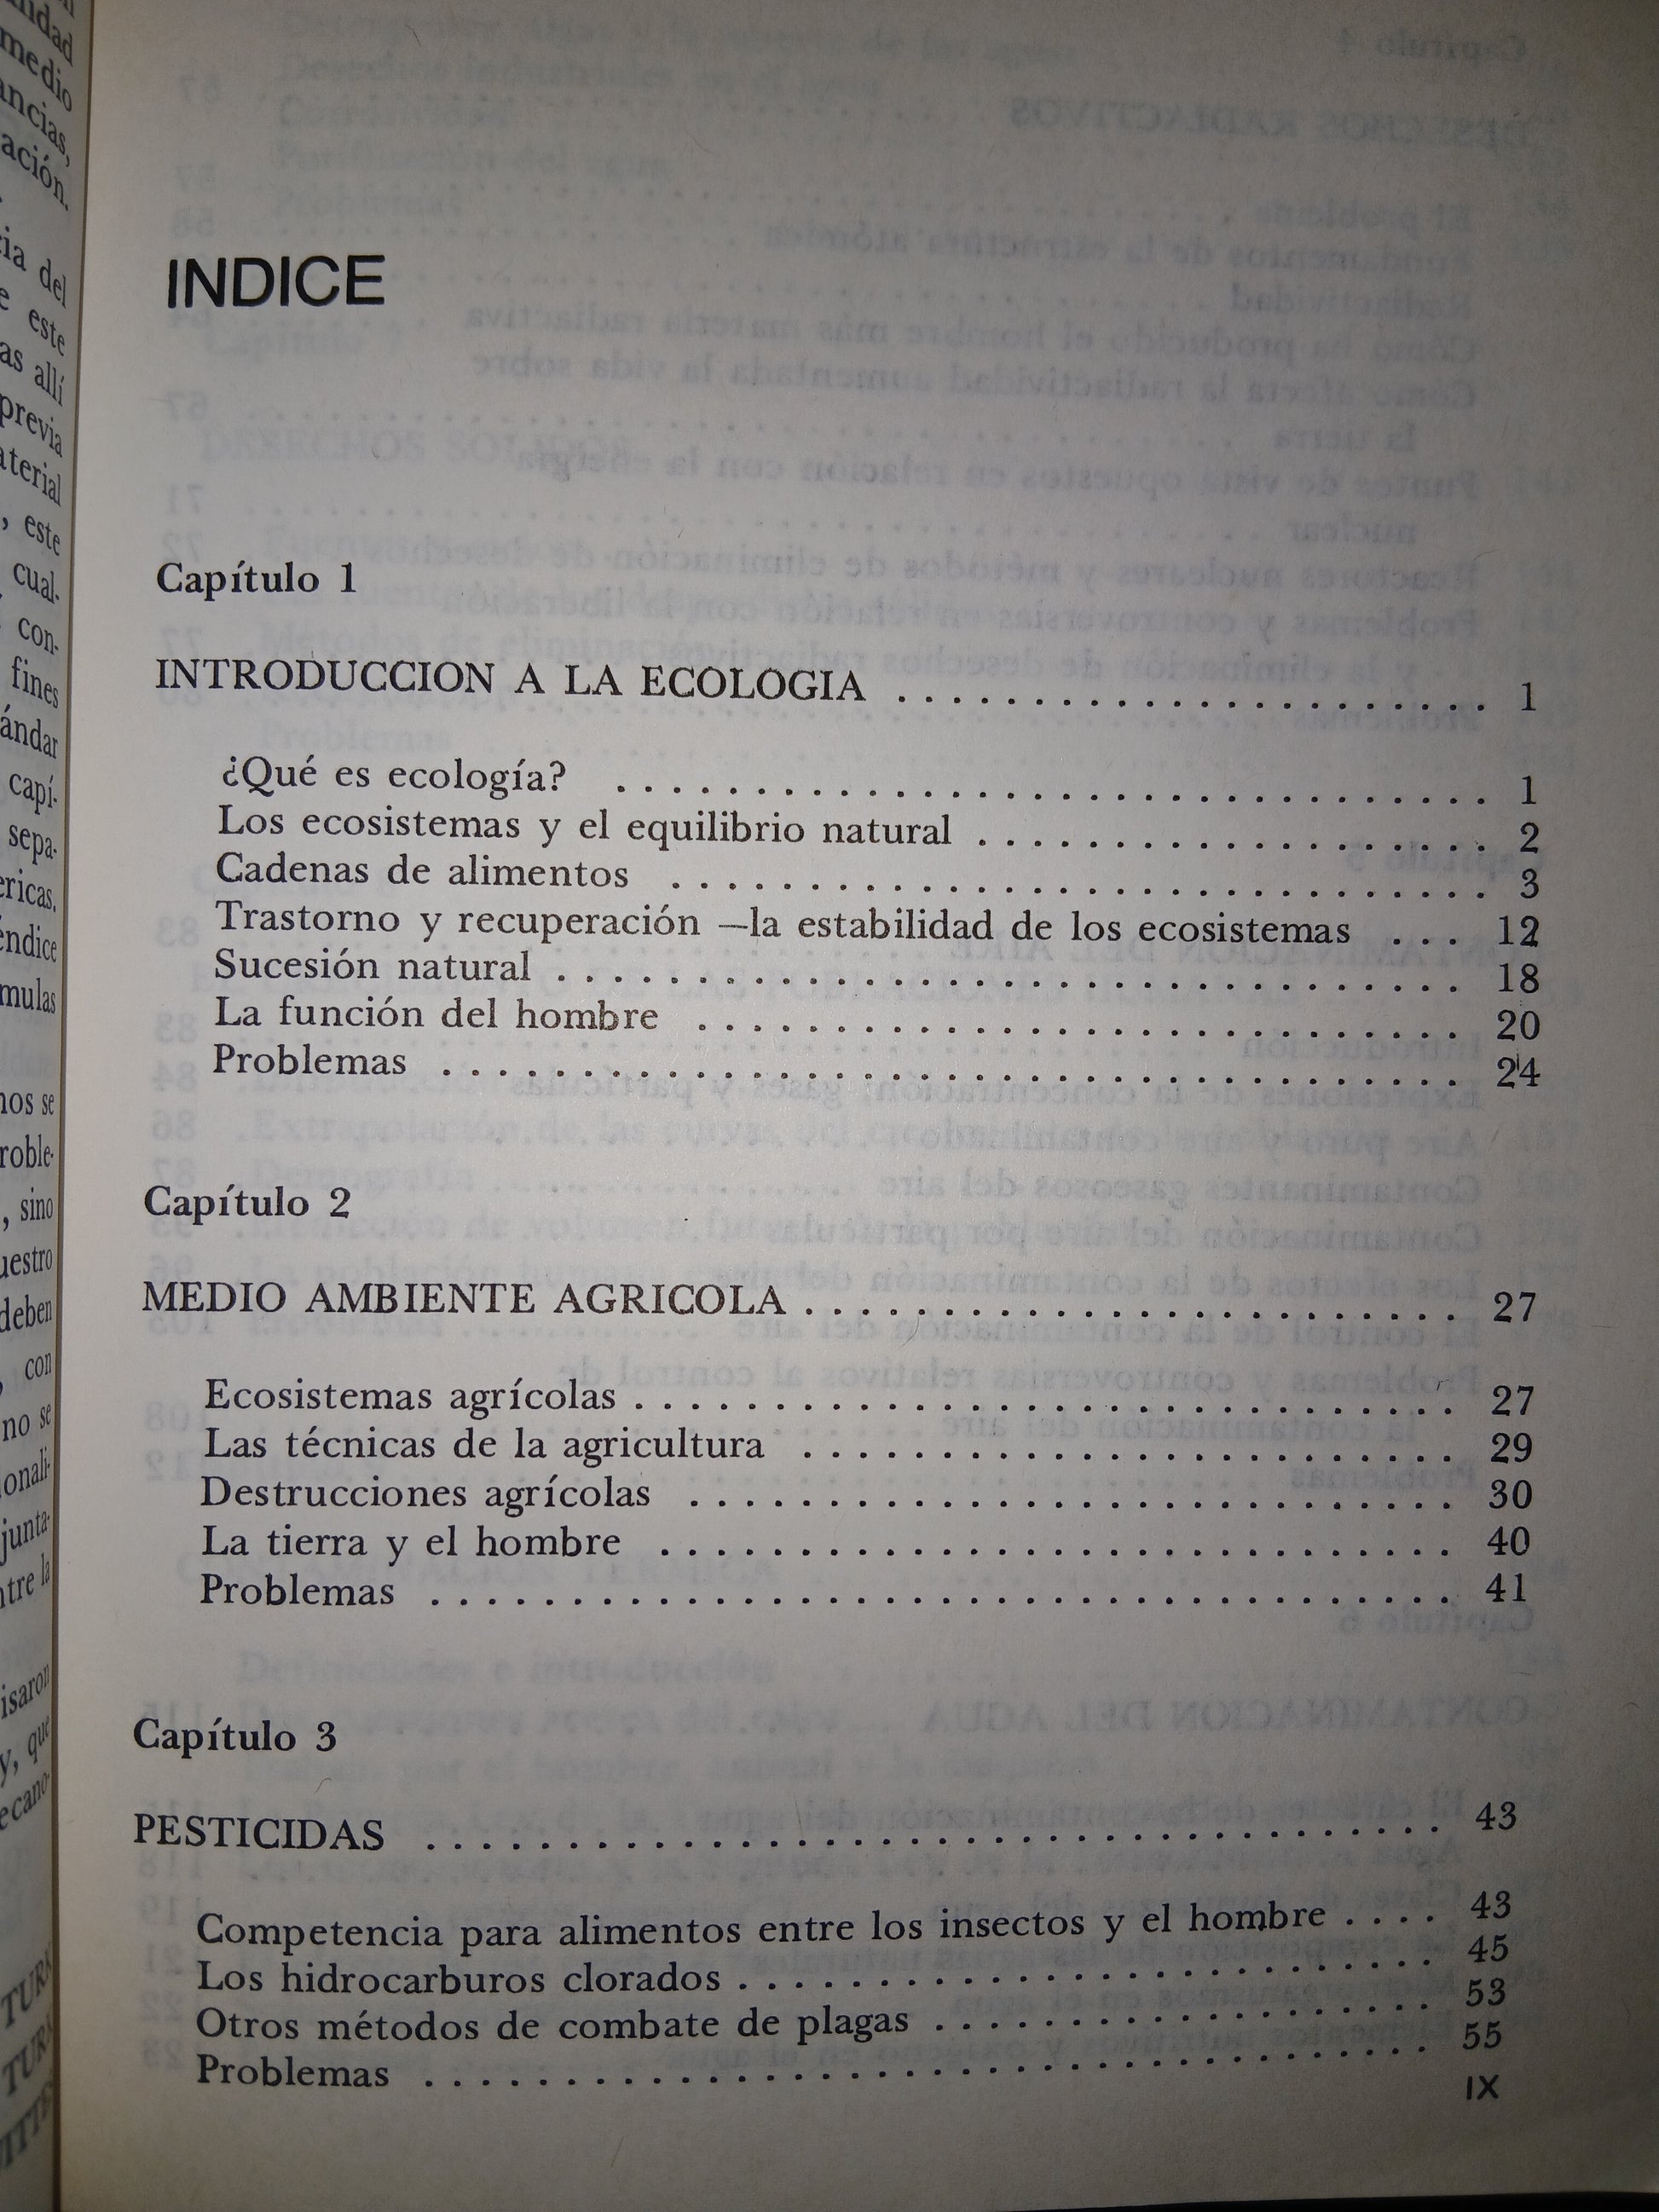 INDICE
Capítulo 1
INTRODUCCION A LA ECOLOGIA . . . . . . . . . . . . . . . . . . . . . . 1
¿Qué es ecología? . . . . . . . . . . . . . . . . . . . . . . . . . . . . . . . 1
Los ecosistemas y el equilibrio natural . . . . . . . . . . . . . . . . . . . 2
Cadenas de alimentos . . . . . . . . . . . . . . . . . . . . . . . . . . . . . 3
Trastorno y recuperación —la estabilidad de los ecosistemas . . . 12
Sucesión natural . . . . . . . . . . . . . . . . . . . . . . . . . . . . . . . . 18
La función del hombre . . . . . . . . . . . . . . . . . . . . . . . . . . . 20
Problemas . . . . . . . . . . . . . . . . . . . . . . . . . . . . . . . . . . . . 24
Capítulo 2
MEDIO AMBIENTE AGRICOLA . . . . . . . . . . . . . . . . . . . . . . . 27
Ecosistemas agrícolas . . . . . . . . . . . . . . . . . . . . . . . . . . . . . 27
Las técnicas de la agricultura . . . . . . . . . . . . . . . . . . . . . . . 29
Destrucciones agrícolas . . . . . . . . . . . . . . . . . . . . . . . . . . . 30
La tierra y el hombre . . . . . . . . . . . . . . . . . . . . . . . . . . . . 40
Problemas . . . . . . . . . . . . . . . . . . . . . . . . . . . . . . . . . . . . 41
Capítulo 3
PESTICIDAS . . . . . . . . . . . . . . . . . . . . . . . . . . . . . . . . . . . . 43
Competencia para alimentos entre los insectos y el hombre . . . . 43
Los hidrocarburos clorados . . . . . . . . . . . . . . . . . . . . . . . . . 45
Otros métodos de combate de plagas . . . . . . . . . . . . . . . . . . 53
Problemas . . . . . . . . . . . . . . . . . . . . . . . . . . . . . . . . . . . . 55
IX